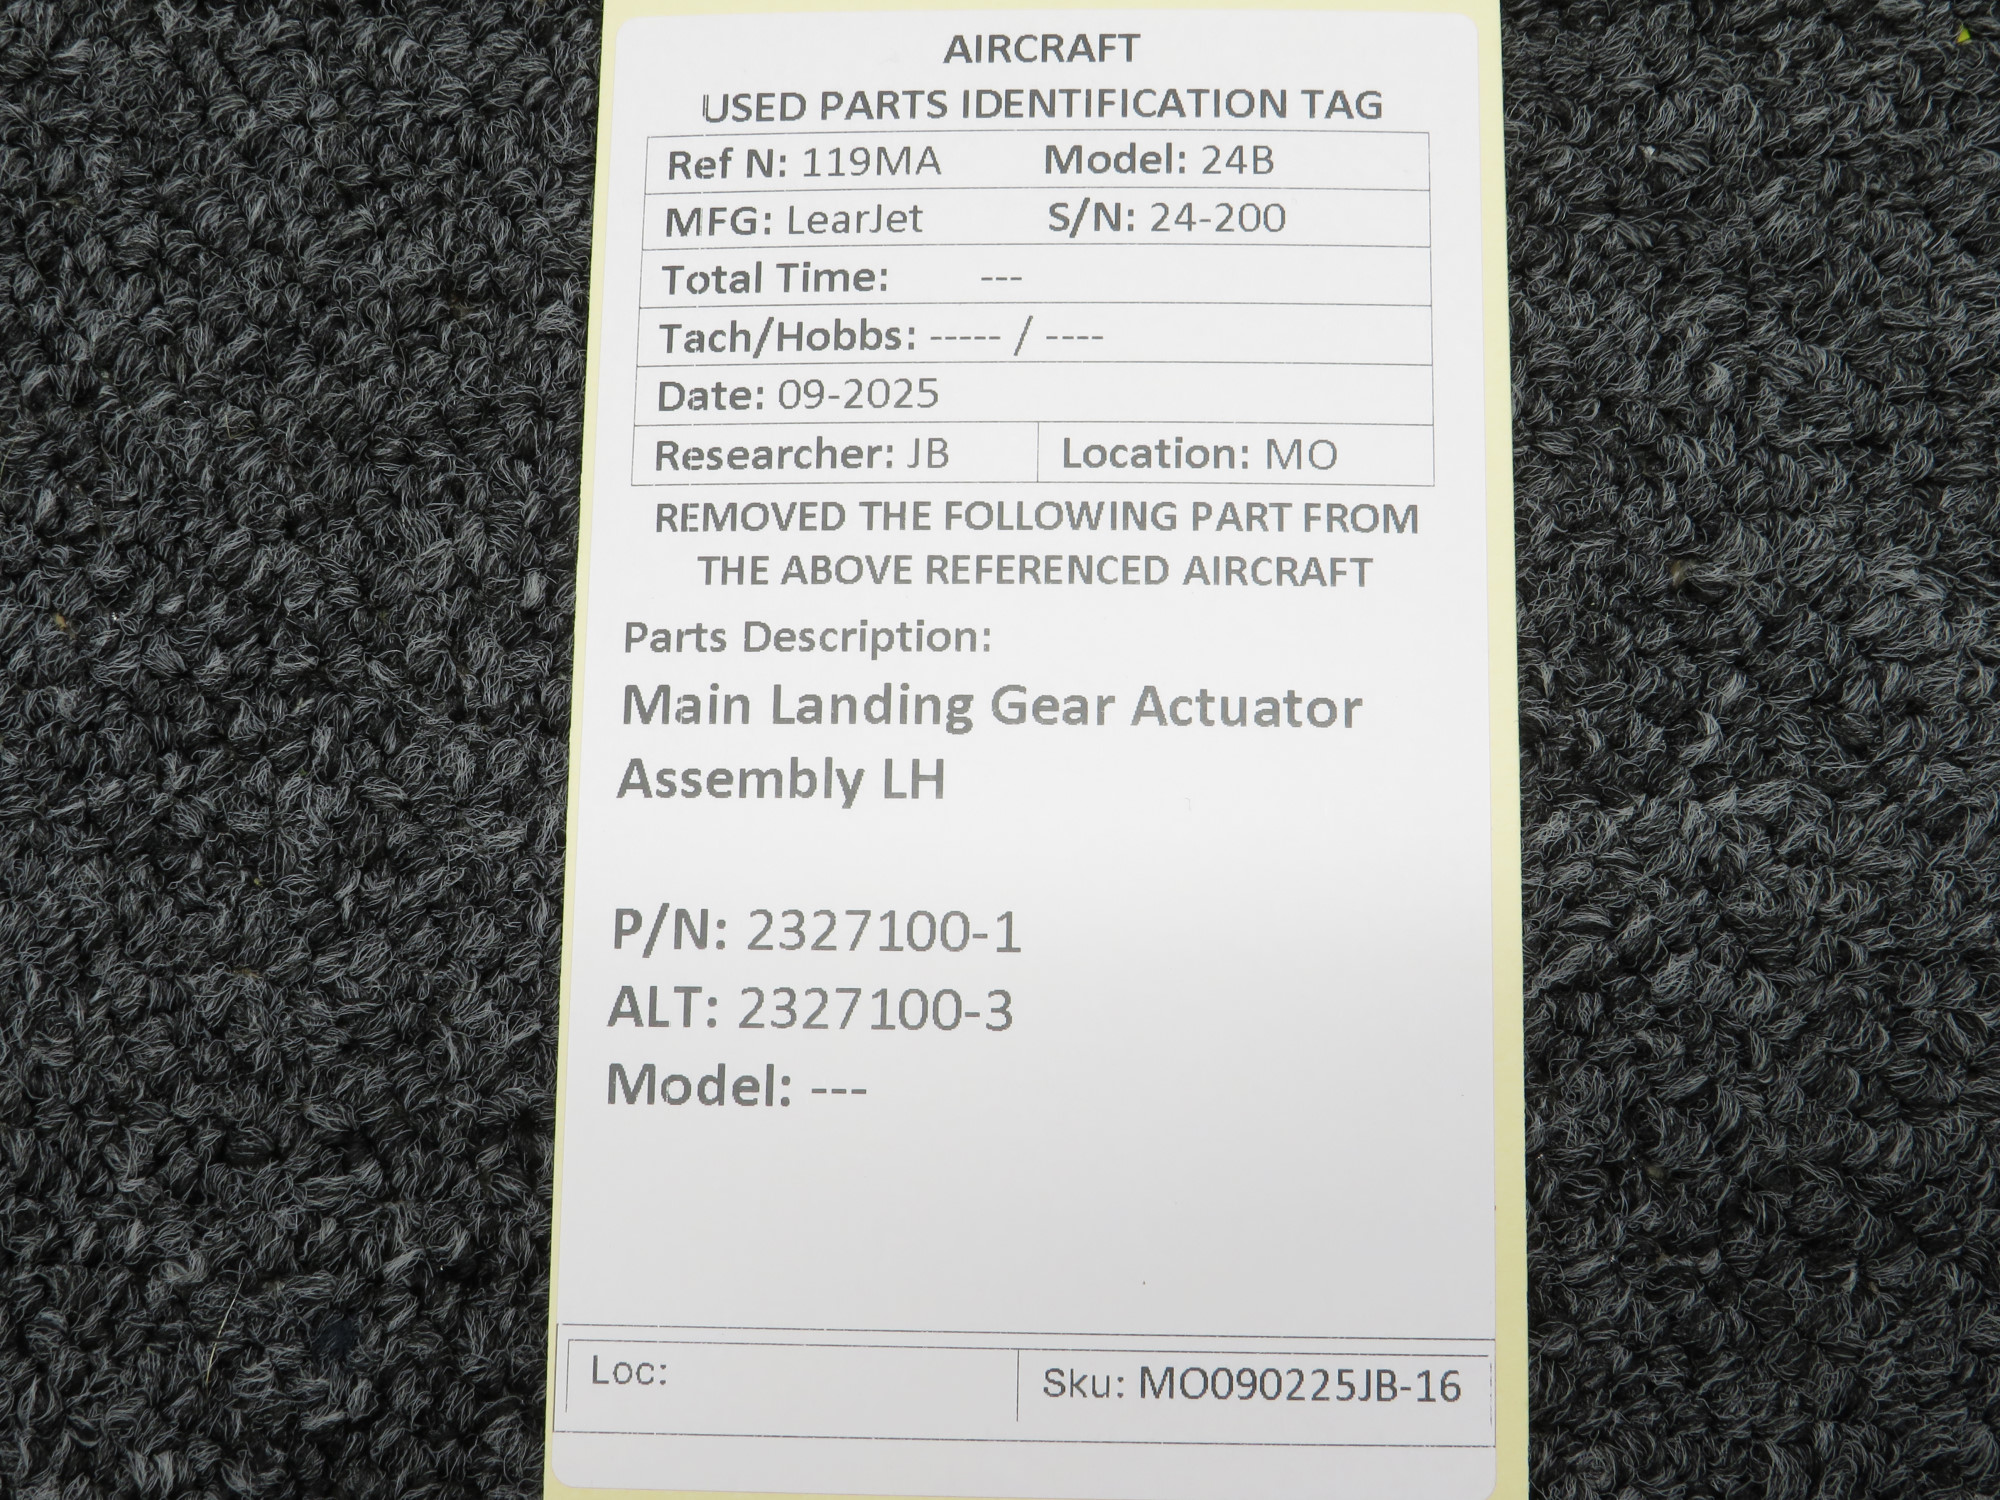 AIRCRAFT
USED PARTS IDENTIFICATION TAG
Ref N: 119MA Model: 24B
MFG: LearJet S/N: 24-200
Total Time: ---
Tach/Hobbs: ----- / ----
Date: 09-2025
Researcher: JB Location: MO
REMOVED THE FOLLOWING PART FROM
THE ABOVE REFERENCED AIRCRAFT
Parts Description:
Main Landing Gear Actuator
Assembly LH
P/N: 2327100-1
ALT: 2327100-3
Model: ---
Loc: Sku: MO090225JB-16